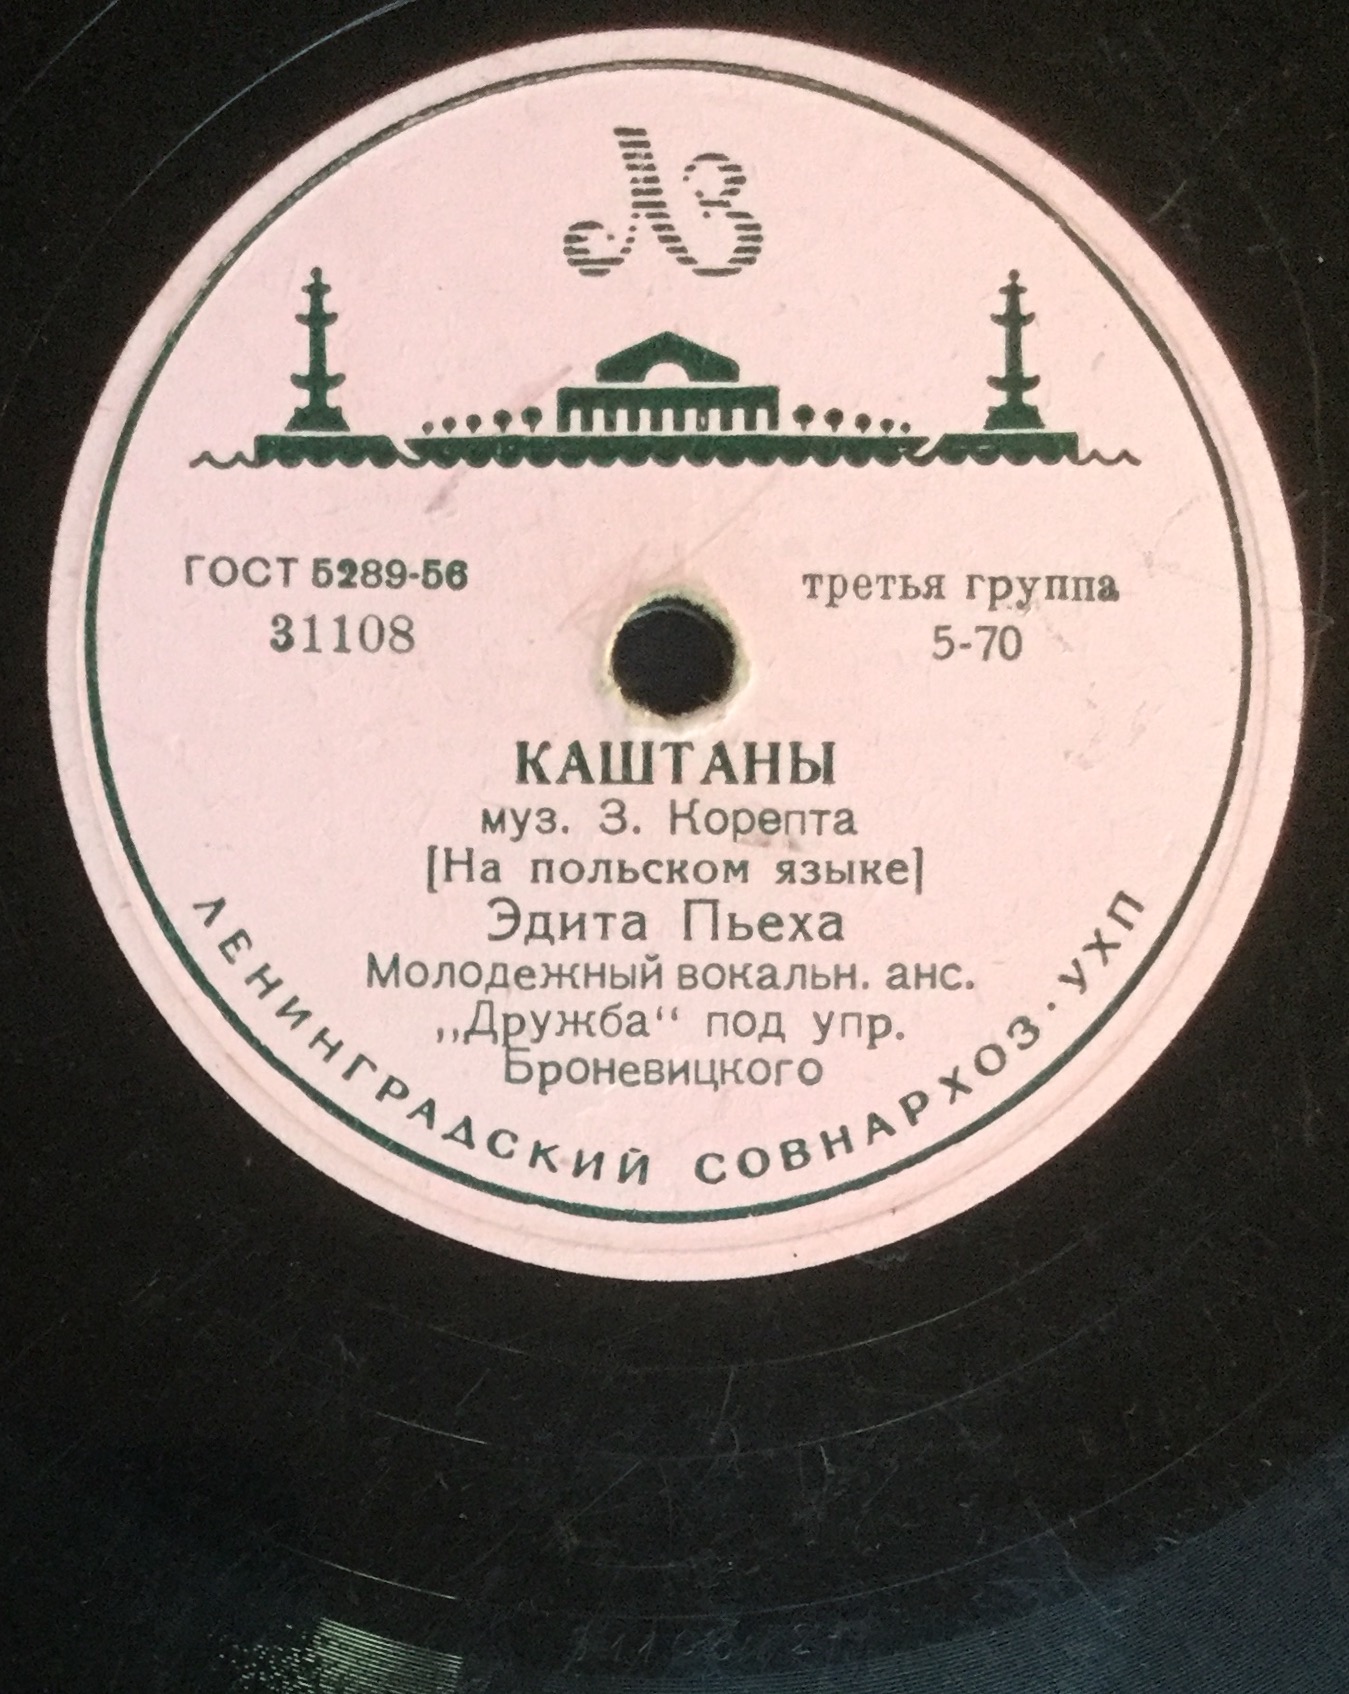 ЛЗ
ГОСТ 5289-56
31108
третья группа
5-70
КАШТАНЫ
муз. З. Корепта
[На польском языке]
Эдита Пьеха
Молодежный вокальн. анс.
„Дружба“ под упр.
Броневицкого
ЛЕНИНГРАДСКИЙ СОВНАРХОЗ · УХП